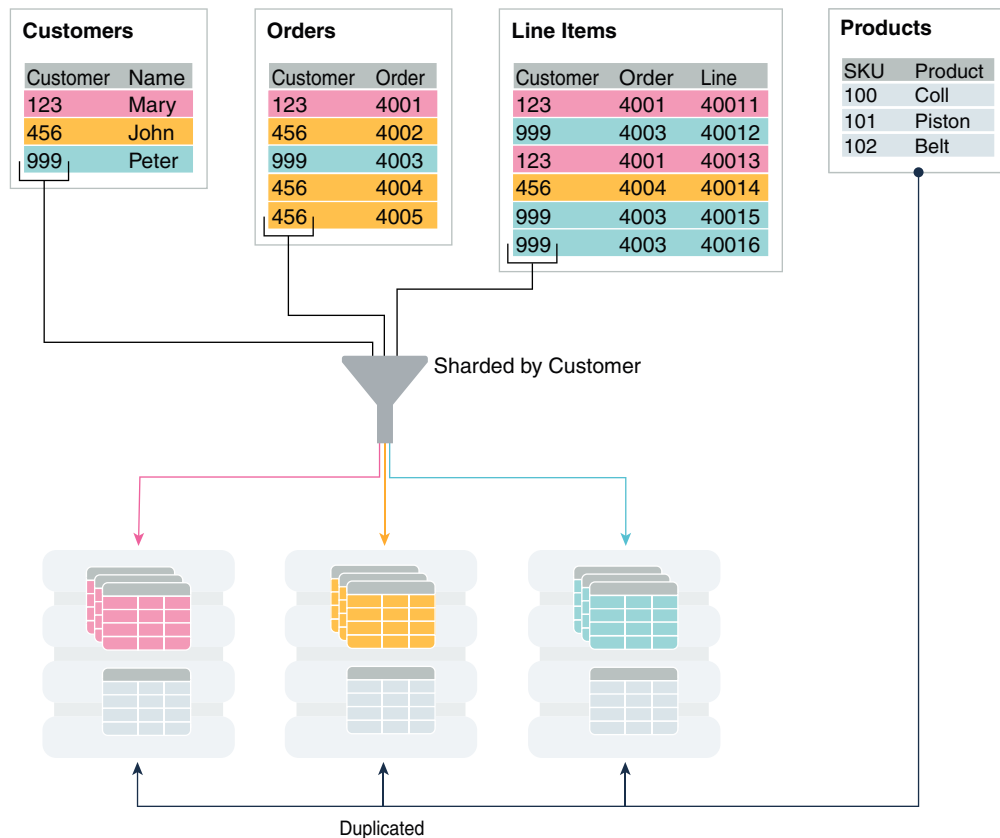 Customers
Customer Name
123 Mary
456 John
999 Peter
Orders
Customer Order
123 4001
456 4002
999 4003
456 4004
456 4005
Line Items
Customer Order Line
123 4001 40011
999 4003 40012
123 4001 40013
456 4004 40014
999 4003 40015
999 4003 40016
Products
SKU Product
100 Coll
101 Piston
102 Belt
Sharded by Customer
Duplicated